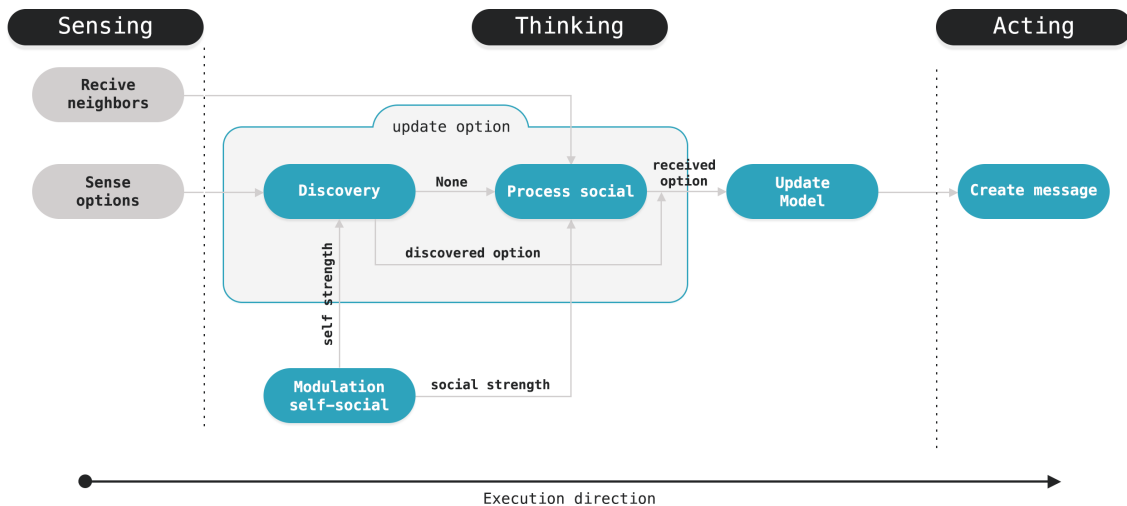 Sensing
Thinking
Acting
Recive
neighbors
update option
Sense
options
Discovery
None
Process social
received
option
Update
Model
Create message
discovered option
self strength
Modulation
self-social
social strength
Execution direction